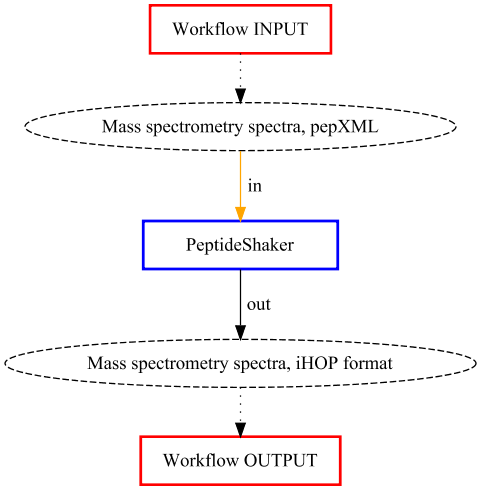 Workflow INPUT
Mass spectrometry spectra, pepXML
in
PeptideShaker
out
Mass spectrometry spectra, iHOP format
Workflow OUTPUT